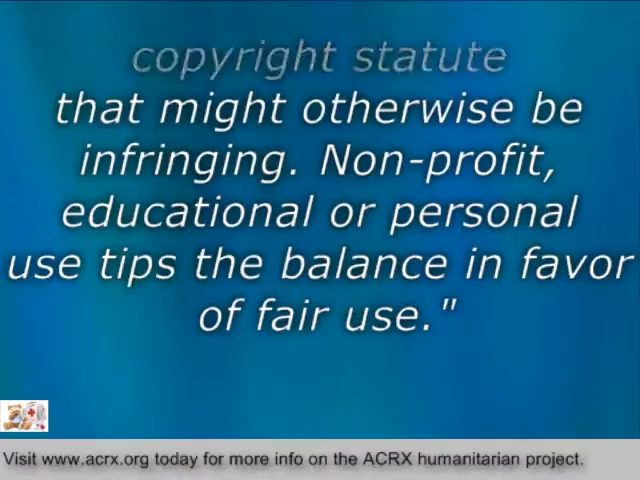 copyright statute
that might otherwise be
infringing. Non-profit,
educational or personal
use tips the balance in favor
of fair use."
Visit www.acrx.org today for more info on the ACRX humanitarian project.